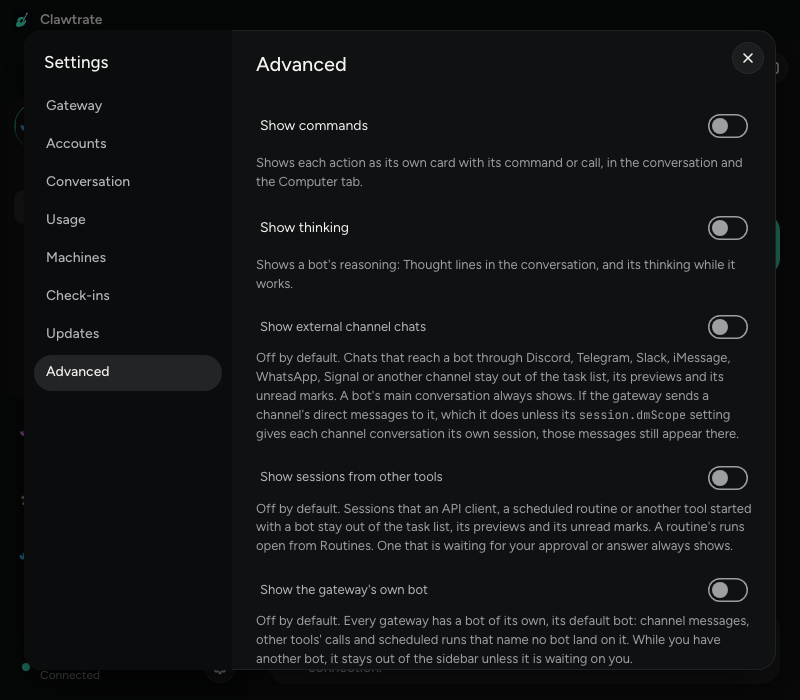 Clawtrate
Settings
Gateway
Accounts
Conversation
Usage
Machines
Check-ins
Updates
Advanced
Advanced
Show commands
Shows each action as its own card with its command or call, in the conversation and
the Computer tab.
Show thinking
Shows a bot's reasoning: Thought lines in the conversation, and its thinking while it
works.
Show external channel chats
Off by default. Chats that reach a bot through Discord, Telegram, Slack, iMessage,
WhatsApp, Signal or another channel stay out of the task list, its previews and its
unread marks. A bot's main conversation always shows. If the gateway sends a
channel's direct messages to it, which it does unless its session.dmScope setting
gives each channel conversation its own session, those messages still appear there.
Show sessions from other tools
Off by default. Sessions that an API client, a scheduled routine or another tool started
with a bot stay out of the task list, its previews and its unread marks. A routine's runs
open from Routines. One that is waiting for your approval or answer always shows.
Show the gateway's own bot
Off by default. Every gateway has a bot of its own, its default bot: channel messages,
other tools' calls and scheduled runs that name no bot land on it. While you have
another bot, it stays out of the sidebar unless it is waiting on you.
Connected
connection.